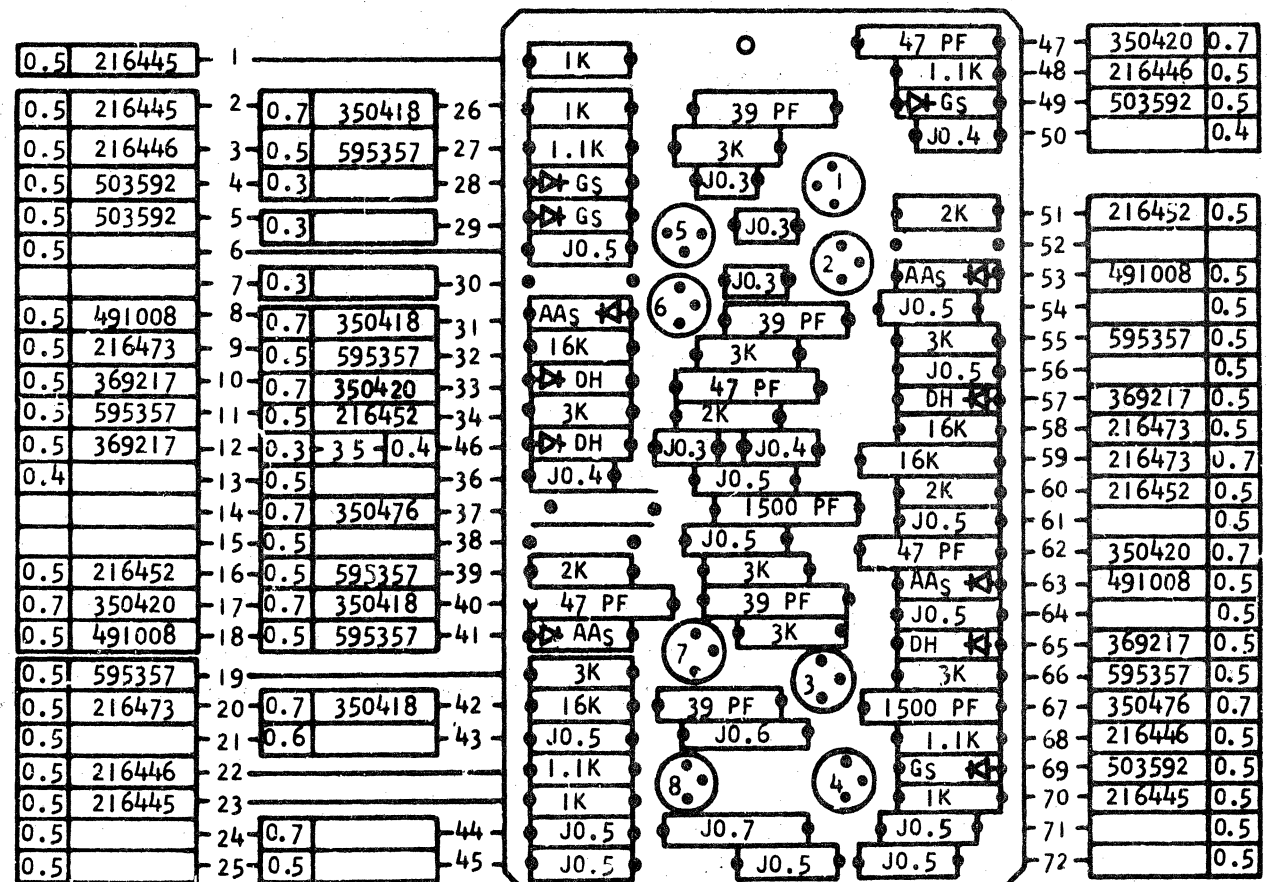 0.5 216445 1 1K 47 PF 47 350420 0.7
1.1K 48 216446 0.5
0.5 216445 2 0.7 350418 26 1K 39 PF GS 49 503592 0.5
0.5 216446 3 0.5 595357 27 1.1K 3K J0.4 50 0.4
0.5 503592 4 0.3 28 GS J0.3 1
0.5 503592 5 0.3 29 GS 5 J0.3 2K 51 216452 0.5
0.5 6 J0.5 2 52
7 0.3 30 J0.3 AAS 53 491008 0.5
0.5 491008 8 0.7 350418 31 AAS 6 39 PF J0.5 54 0.5
0.5 216473 9 0.5 595357 32 16K 3K 3K 55 595357 0.5
0.5 369217 10 0.7 350420 33 DH 47 PF J0.5 56 0.5
0.5 595357 11 0.5 216452 34 3K 2K DH 57 369217 0.5
0.5 369217 12 0.3 35 0.4 46 DH J0.3 J0.4 16K 58 216473 0.5
0.4 13 0.5 36 J0.4 J0.5 16K 59 216473 0.7
14 0.7 350476 37 1500 PF 2K 60 216452 0.5
15 0.5 38 J0.5 J0.5 61 0.5
0.5 216452 16 0.5 595357 39 2K 3K 47 PF 62 350420 0.7
0.7 350420 17 0.7 350418 40 47 PF 39 PF AAS 63 491008 0.5
0.5 491008 18 0.5 595357 41 AAS 3K J0.5 64 0.5
0.5 595357 19 3K 7 3 DH 65 369217 0.5
3K 66 595357 0.5
0.5 216473 20 0.7 350418 42 16K 39 PF 1500 PF 67 350476 0.7
0.5 21 0.6 43 J0.5 J0.6 1.1K 68 216446 0.5
0.5 216446 22 1.1K 8 4 GS 69 503592 0.5
0.5 216445 23 1K 1K 70 216445 0.5
0.5 24 0.7 44 J0.5 J0.7 J0.5 71 0.5
0.5 25 0.5 45 J0.5 J0.5 J0.5 72 0.5